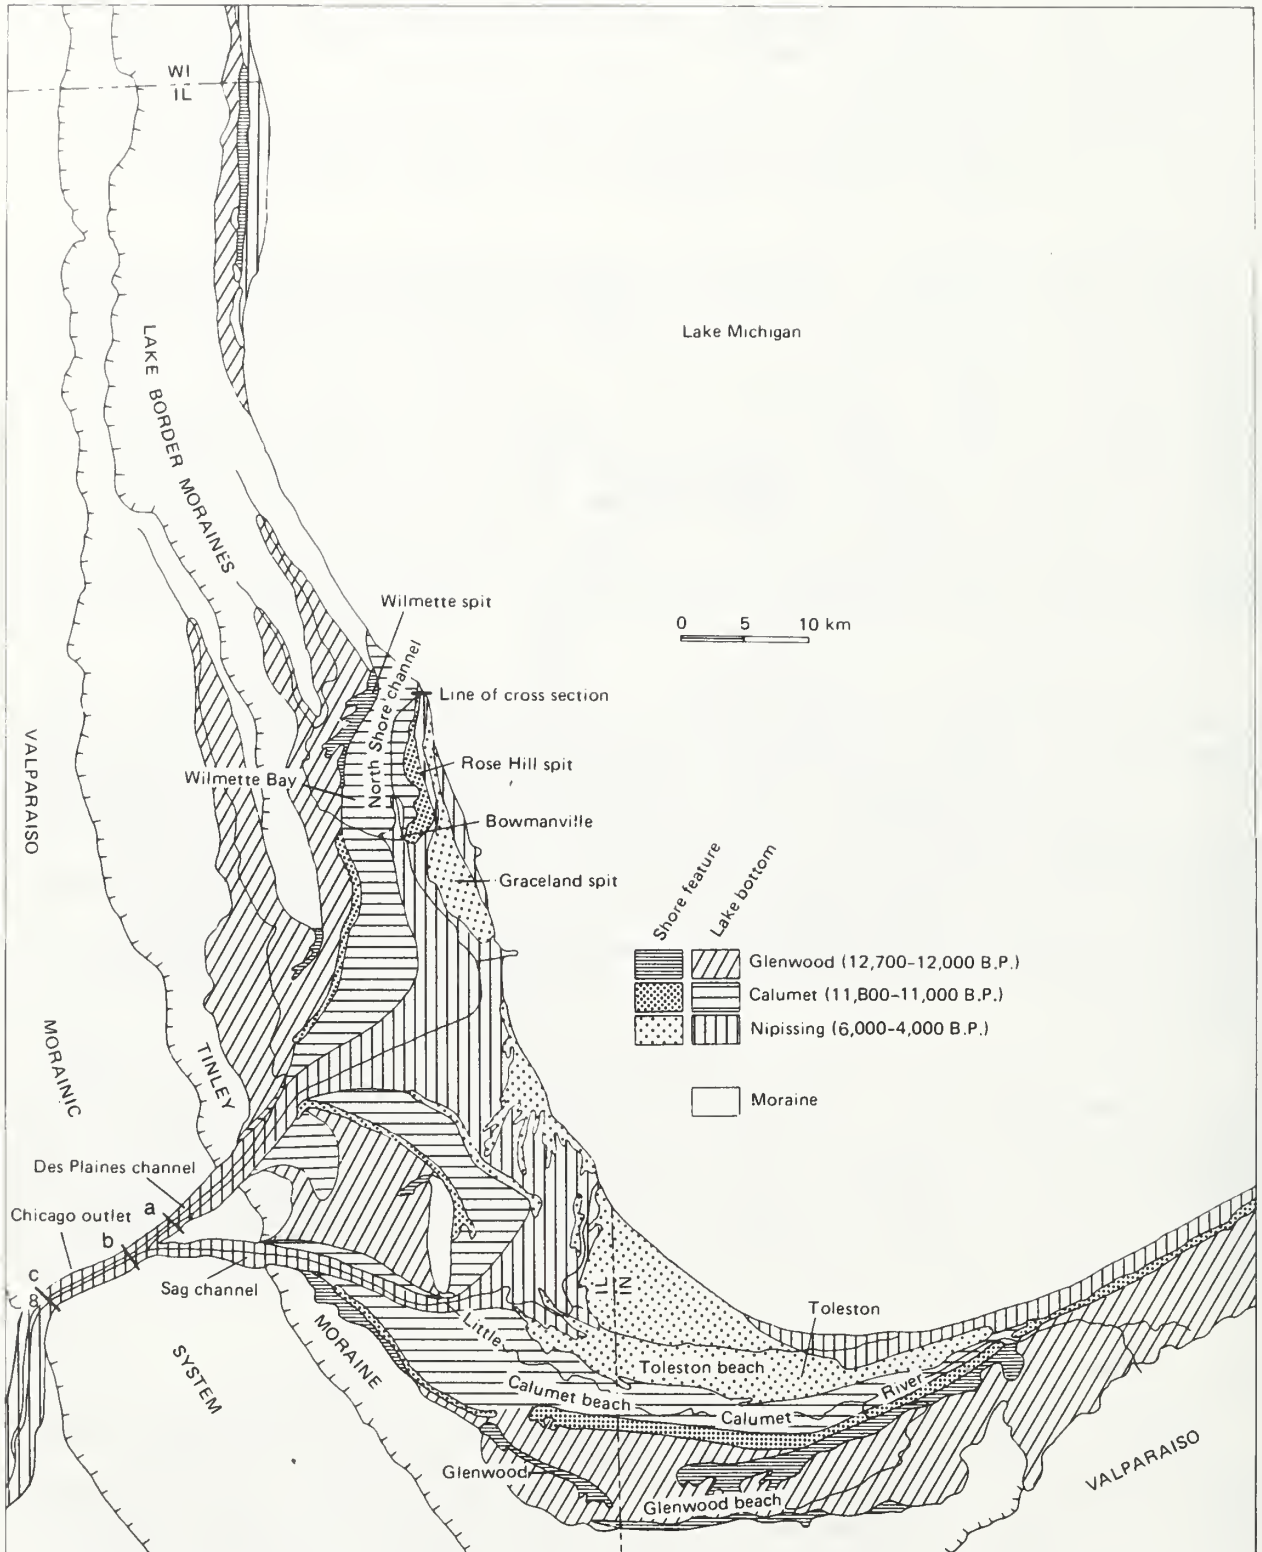 WI
IL
Lake Michigan
LAKE BORDER MORAINES
Wilmette spit
0 5 10 km
North Shore channel
Line of cross section
VALPARAISO
Rose Hill spit
Wilmette Bay
Bowmanville
Graceland spit
Shore feature
Lake bottom
Glenwood (12,700-12,000 B.P.)
Calumet (11,800-11,000 B.P.)
Nipissing (6,000-4,000 B.P.)
Moraine
MORAINIC
TINLEY
Des Plaines channel
a
Chicago outlet
b
c
Sag channel
IL
IN
Toleston
Little
MORAINE
SYSTEM
Toleston beach
Calumet beach
River
Calumet
Glenwood
Glenwood beach
VALPARAISO